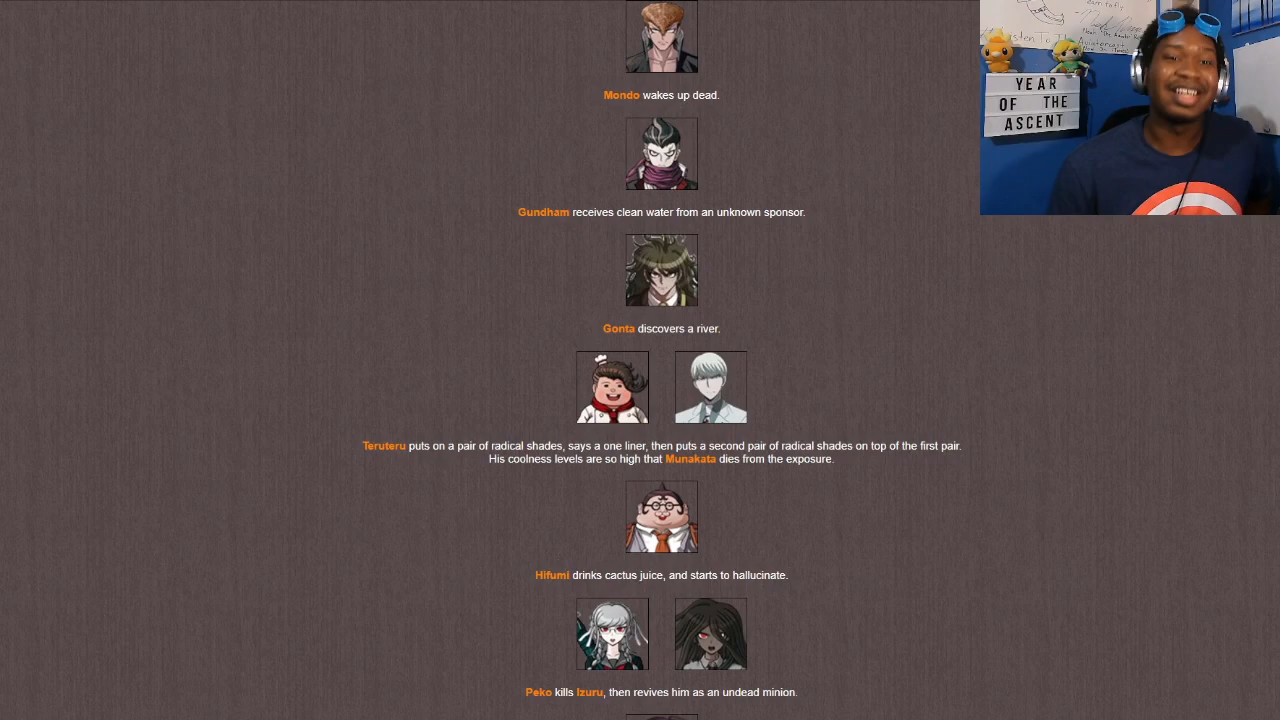 Mondo wakes up dead.
YEAR
OF THE
ASCENT
Gundham receives clean water from an unknown sponsor.
Gonta discovers a river.
Teruteru puts on a pair of radical shades, says a one liner, then puts a second pair of radical shades on top of the first pair.
His coolness levels are so high that Munakata dies from the exposure.
Hifumi drinks cactus juice, and starts to hallucinate.
Peko kills Izuru, then revives him as an undead minion.